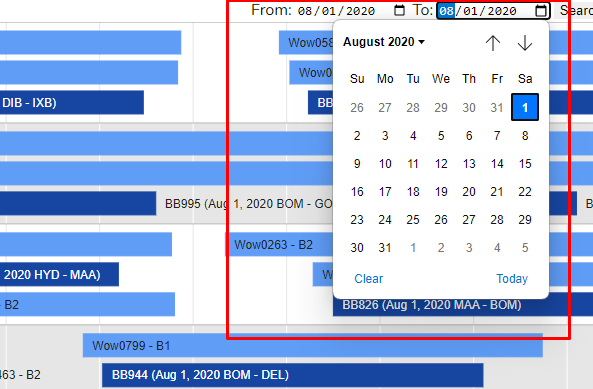 From: 08/01/2020 To: 08/01/2020 Searc
Wow058
August 2020
Su Mo Tu We Th Fr Sa
Wow0
DIB - IXB)
BB
26 27 28 29 30 31 1
2 3 4 5 6 7 8
9 10 11 12 13 14 15
16 17 18 19 20 21 22
BB995 (Aug 1, 2020 BOM - GO
B
23 24 25 26 27 28 29
Wow0263 - B2
30 31 1 2 3 4 5
2020 HYD - MAA)
Wow
Clear Today
- B2
BB826 (Aug 1, 2020 MAA - BOM)
Wow0799 - B1
463 - B2
BB944 (Aug 1, 2020 BOM - DEL)